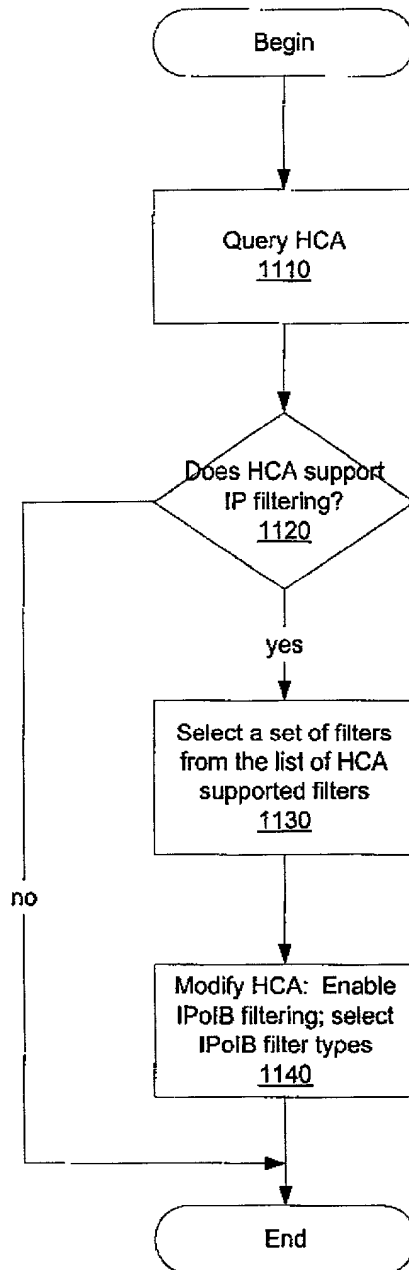 Begin
Query HCA
1110
Does HCA support
IP filtering?
1120
yes
Select a set of filters
from the list of HCA
supported filters
1130
no
Modify HCA: Enable
IPoIB filtering; select
IPoIB filter types
1140
End